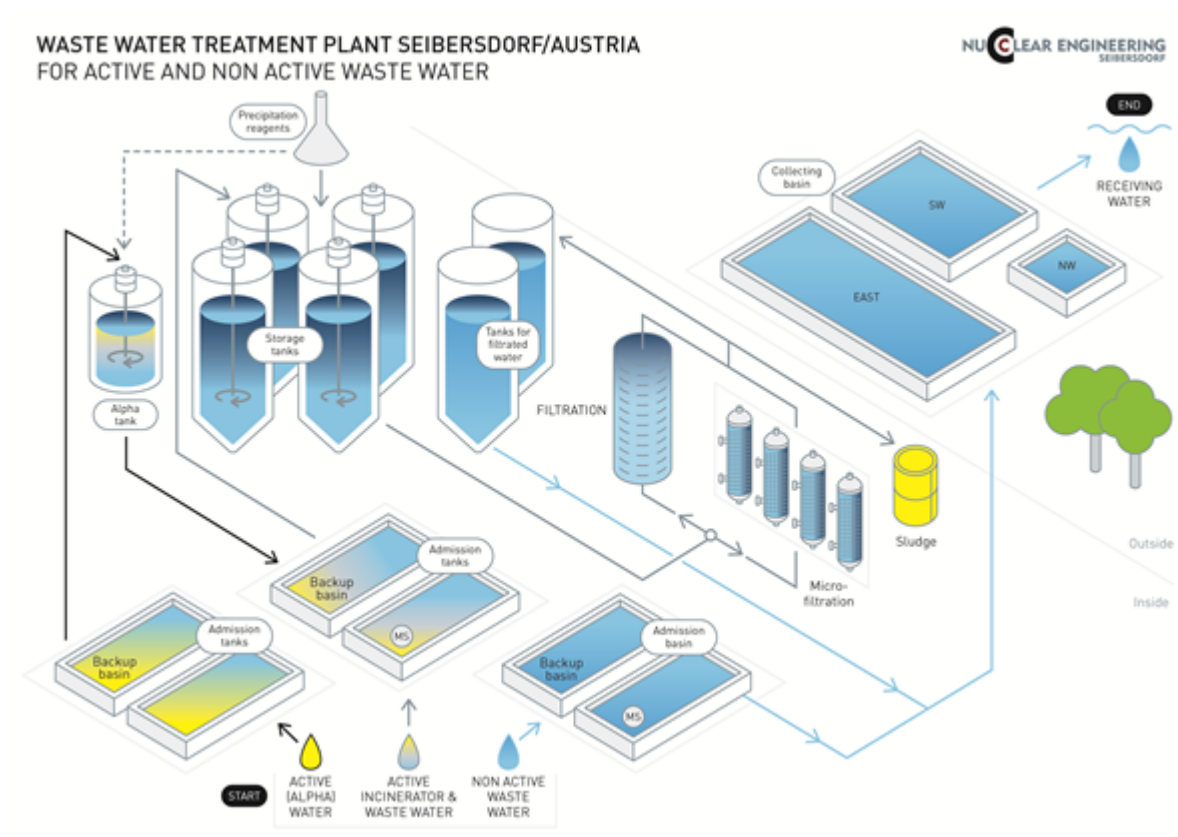 WASTE WATER TREATMENT PLANT SEIBERSDORF/AUSTRIA
FOR ACTIVE AND NON ACTIVE WASTE WATER
NUCLEAR ENGINEERING
SEIBERSDORF
Precipitation
reagents
END
RECEIVING
WATER
Collecting
basin
SW
NW
EAST
Storage
tanks
Tanks for
filtrated
water
Alpha
tank
FILTRATION
Sludge
Micro-
filtration
Outside
Inside
Admission
tanks
Backup
basin
MS
Admission
tanks
Backup
basin
Admission
basin
Backup
basin
MS
START
ACTIVE
(ALPHA)
WATER
ACTIVE
INCINERATOR &
WASTE WATER
NON ACTIVE
WASTE
WATER